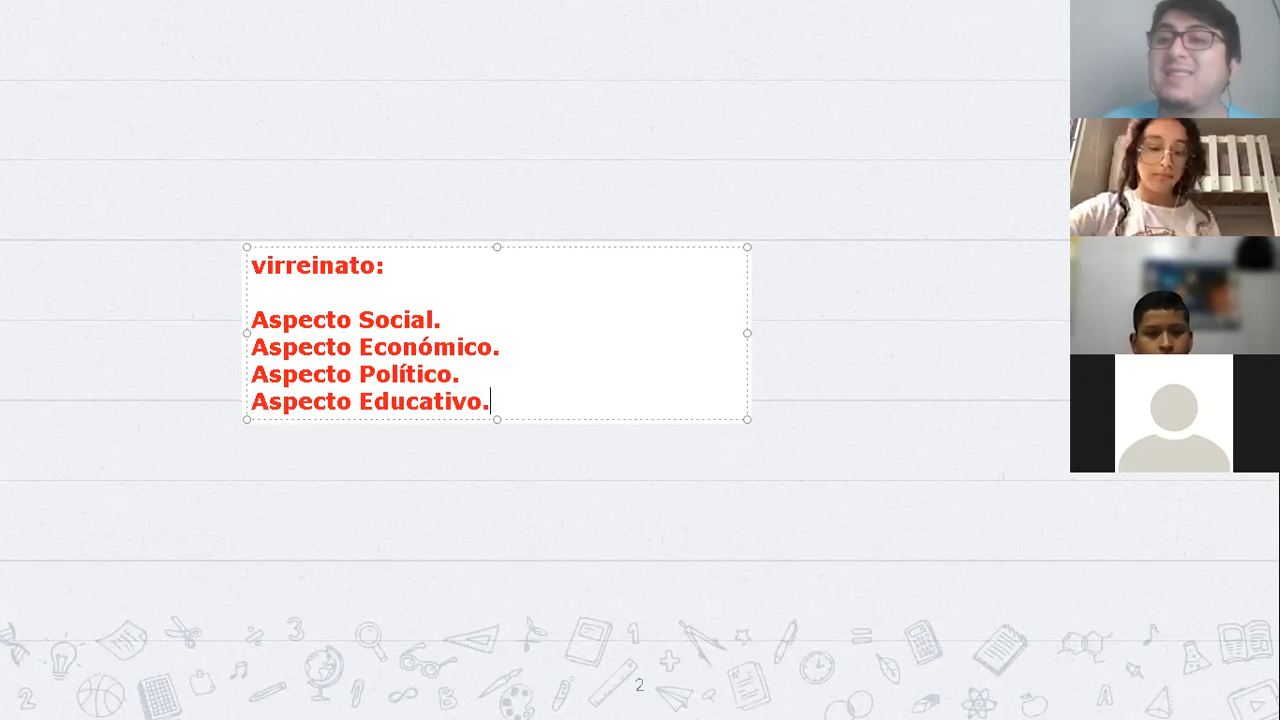 virreinato:
Aspecto Social.
Aspecto Económico.
Aspecto Político.
Aspecto Educativo.
2